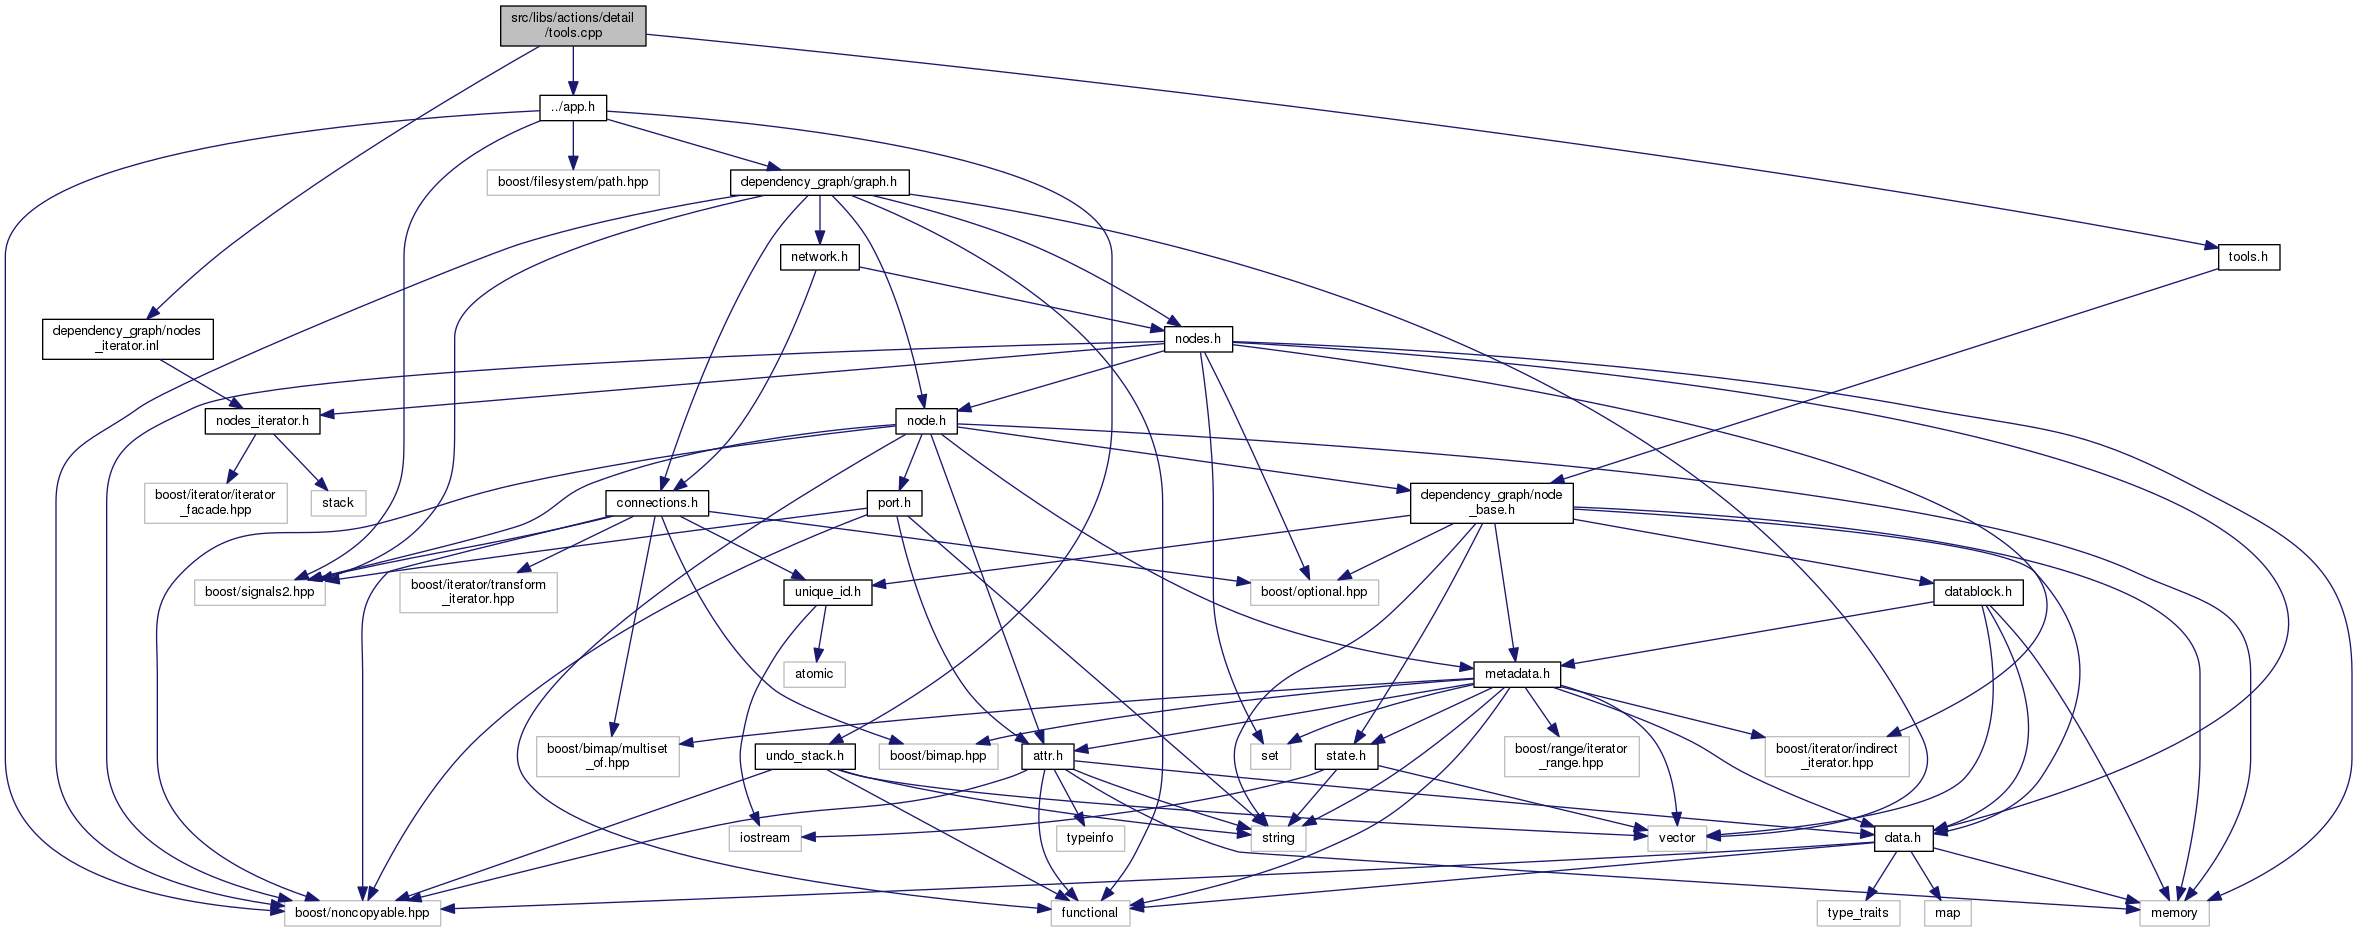 src/libs/actions/detail
/tools.cpp
../app.h
boost/filesystem/path.hpp
dependency_graph/graph.h
network.h
tools.h
dependency_graph/nodes
_iterator.inl
nodes.h
nodes_iterator.h
node.h
boost/iterator/iterator
_facade.hpp
stack
connections.h
port.h
dependency_graph/node
_base.h
boost/signals2.hpp
boost/iterator/transform
_iterator.hpp
unique_id.h
boost/optional.hpp
datablock.h
atomic
metadata.h
boost/bimap/multiset
_of.hpp
undo_stack.h
boost/bimap.hpp
attr.h
set
state.h
boost/range/iterator
_range.hpp
boost/iterator/indirect
_iterator.hpp
iostream
typeinfo
string
vector
data.h
boost/noncopyable.hpp
functional
type_traits
map
memory